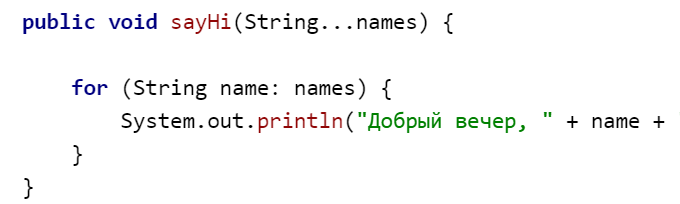 public void sayHi(String...names) {
for (String name: names) {
System.out.println("Добрый вечер, " + name + "
}
}